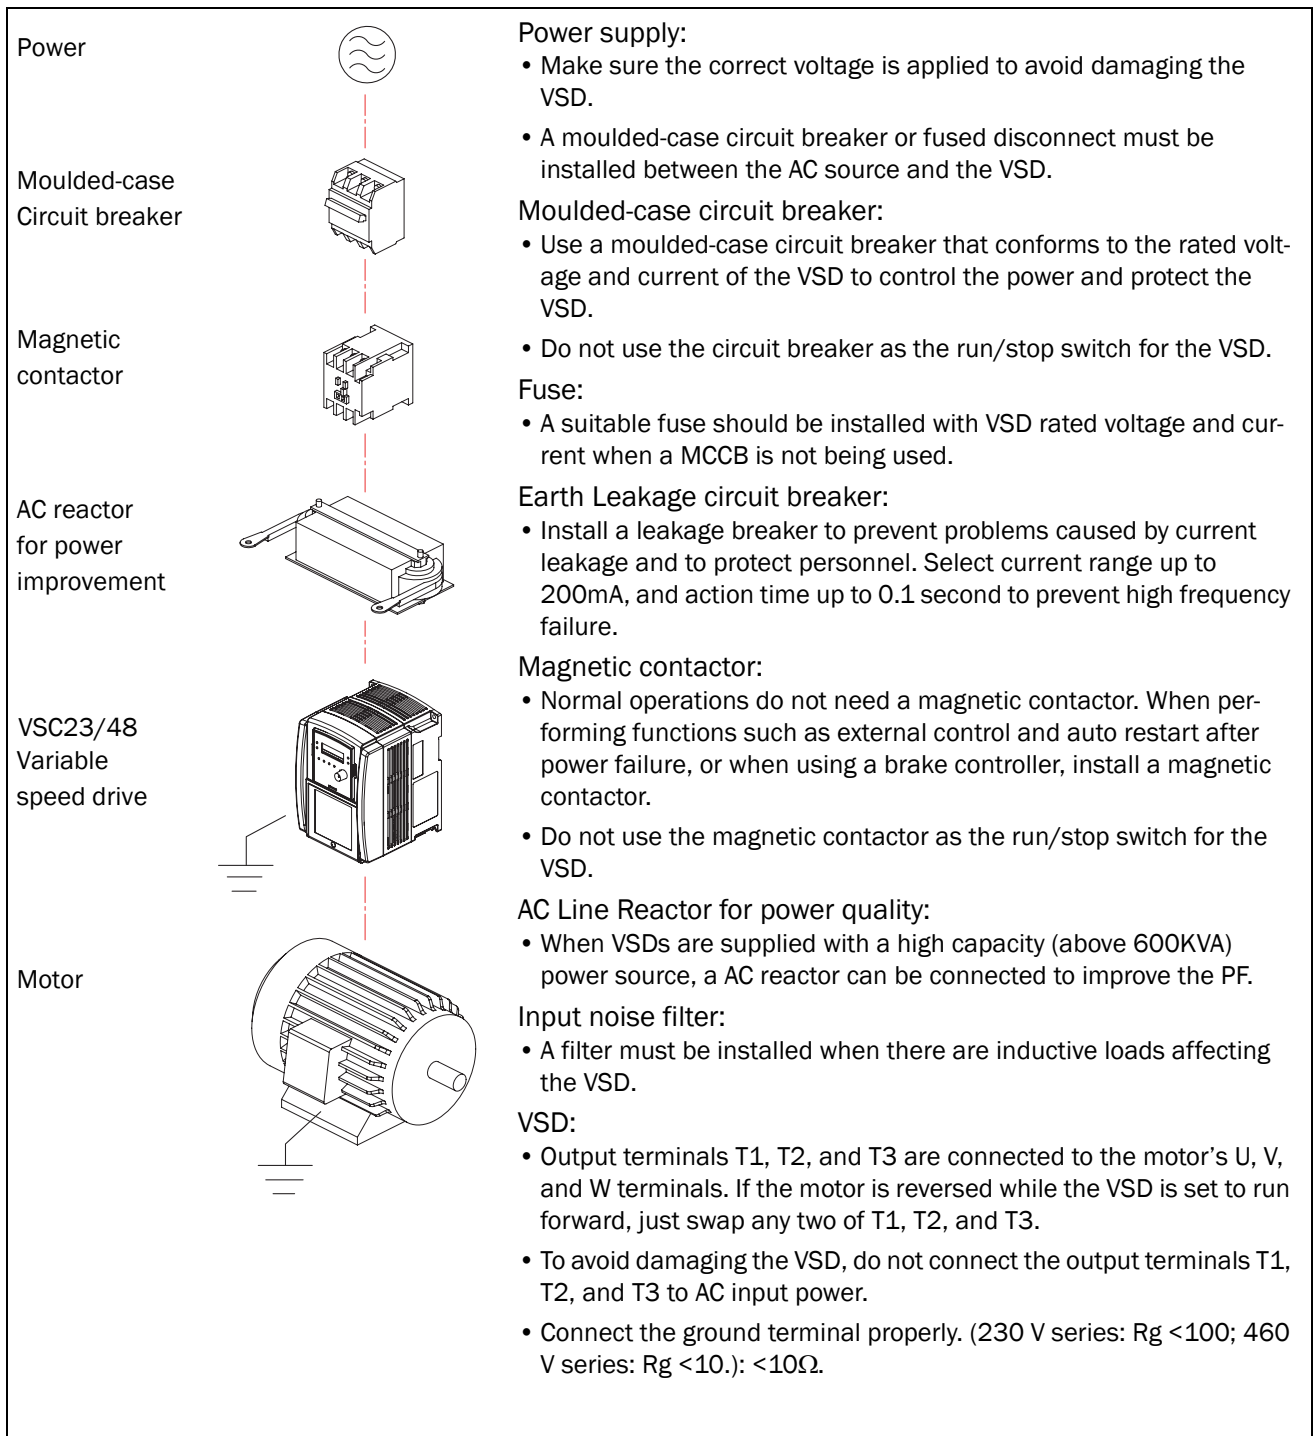 Power
Moulded-case
Circuit breaker
Magnetic
contactor
AC reactor
for power
improvement
VSC23/48
Variable
speed drive
Motor
Power supply:
• Make sure the correct voltage is applied to avoid damaging the
VSD.
• A moulded-case circuit breaker or fused disconnect must be
installed between the AC source and the VSD.
Moulded-case circuit breaker:
• Use a moulded-case circuit breaker that conforms to the rated volt-
age and current of the VSD to control the power and protect the
VSD.
• Do not use the circuit breaker as the run/stop switch for the VSD.
Fuse:
• A suitable fuse should be installed with VSD rated voltage and cur-
rent when a MCCB is not being used.
Earth Leakage circuit breaker:
• Install a leakage breaker to prevent problems caused by current
leakage and to protect personnel. Select current range up to
200mA, and action time up to 0.1 second to prevent high frequency
failure.
Magnetic contactor:
• Normal operations do not need a magnetic contactor. When per-
forming functions such as external control and auto restart after
power failure, or when using a brake controller, install a magnetic
contactor.
• Do not use the magnetic contactor as the run/stop switch for the
VSD.
AC Line Reactor for power quality:
• When VSDs are supplied with a high capacity (above 600KVA)
power source, a AC reactor can be connected to improve the PF.
Input noise filter:
• A filter must be installed when there are inductive loads affecting
the VSD.
VSD:
• Output terminals T1, T2, and T3 are connected to the motor’s U, V,
and W terminals. If the motor is reversed while the VSD is set to run
forward, just swap any two of T1, T2, and T3.
• To avoid damaging the VSD, do not connect the output terminals T1,
T2, and T3 to AC input power.
• Connect the ground terminal properly. (230 V series: Rg <100; 460
V series: Rg <10.): <10Ω.